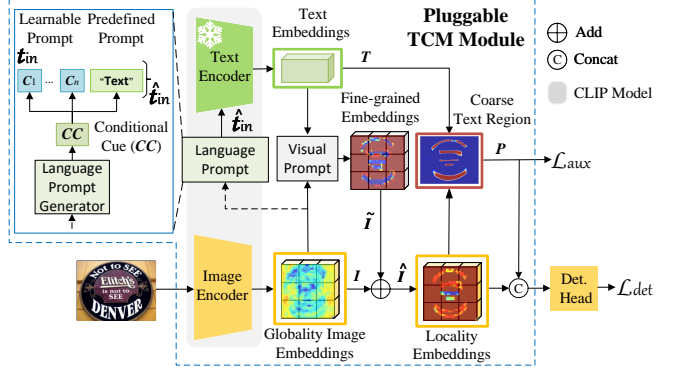 Learnable
Prompt
Predefined
Prompt
t_in
C_1
...
C_n
"Text"
t̂_in
CC
Conditional
Cue (CC)
Language
Prompt
Generator
Text
Embeddings
Pluggable
TCM Module
Add
C Concat
CLIP Model
Text
Encoder
T
t̂_in
Fine-grained
Embeddings
Coarse
Text Region
Language
Prompt
Visual
Prompt
P
L_aux
Ĩ
Not to SEE
Elitch's
is not to
SEE
DENVER
Image
Encoder
I
Î
C
Det.
Head
L_det
Globality Image
Embeddings
Locality
Embeddings